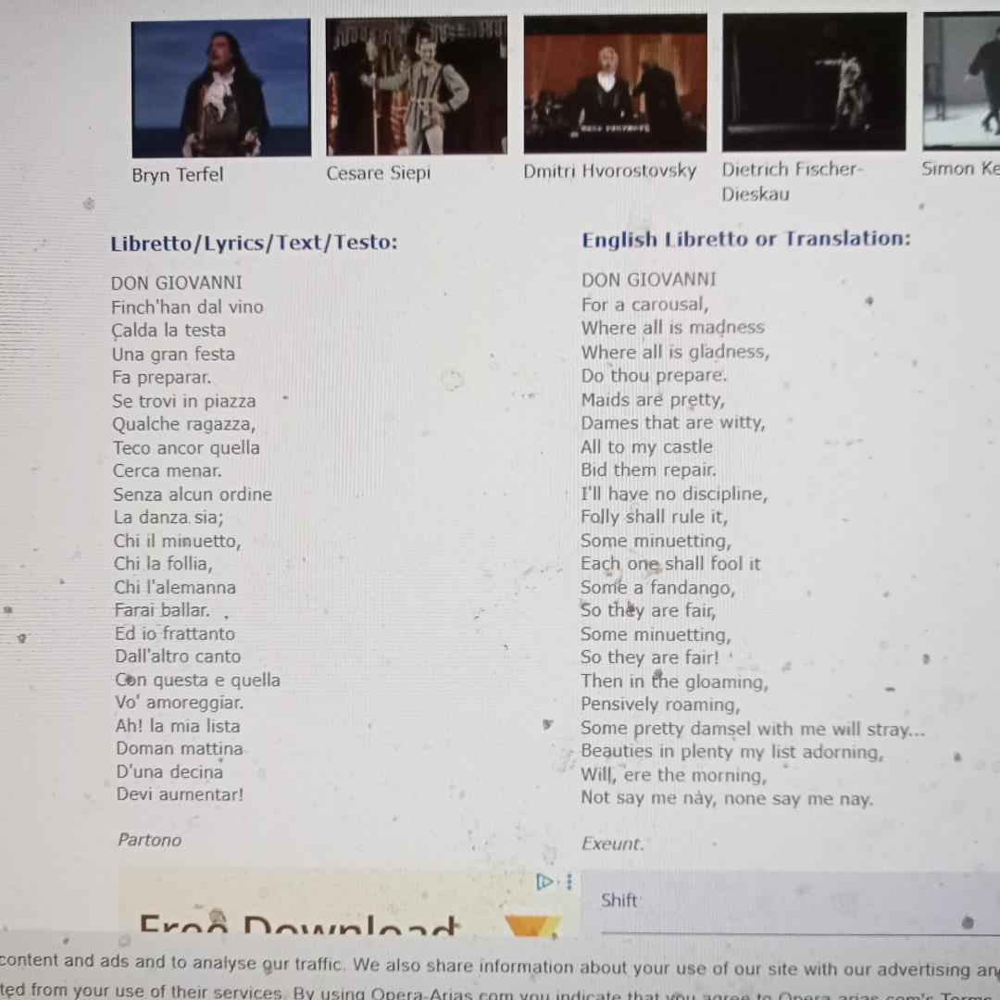 Bryn Terfel
Cesare Siepi
Dmitri Hvorostovsky
Dietrich Fischer-
Dieskau
Simon Ke
Libretto/Lyrics/Text/Testo:
DON GIOVANNI
Finch'han dal vino
Calda la testa
Una gran festa
Fa preparar.
Se trovi in piazza
Qualche ragazza,
Teco ancor quella
Cerca menar.
Senza alcun ordine
La danza sia;
Chi il minuetto,
Chi la follia,
Chi l'alemanna
Farai ballar.
Ed io frattanto
Dall'altro canto
Con questa e quella
Vo' amoreggiar.
Ah! la mia lista
Doman mattina
D'una decina
Devi aumentar!
Partono
English Libretto or Translation:
DON GIOVANNI
For a carousal,
Where all is madness
Where all is gladness,
Do thou prepare.
Maids are pretty,
Dames that are witty,
All to my castle
Bid them repair.
I'll have no discipline,
Folly shall rule it,
Some minuetting,
Each one shall fool it
Some a fandango,
So they are fair,
Some minuetting,
So they are fair!
Then in the gloaming,
Pensively roaming,
Some pretty damsel with me will stray...
Beauties in plenty my list adorning,
Will, ere the morning,
Not say me nay, none say me nay.
Exeunt.
Free Download
Shift
content and ads and to analyse our traffic. We also share information about your use of our site with our advertising an
ted from your use of their services. By using Opera-Arias.com you indicate that you agree to Opera-arias.com's Terms